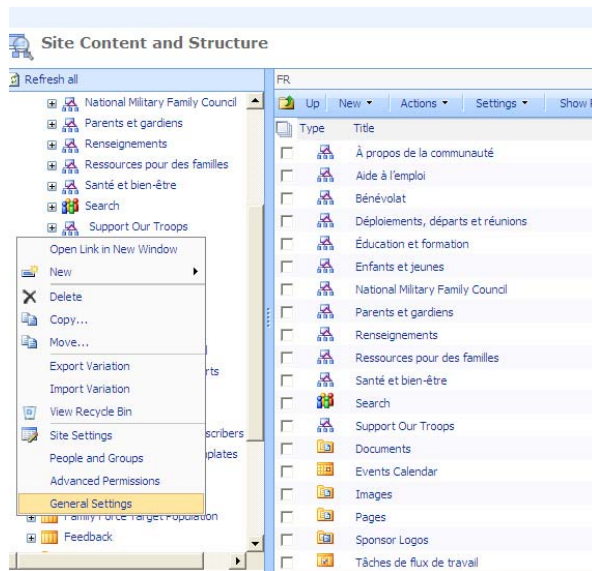 Site Content and Structure
Refresh all
National Military Family Council
Parents et gardiens
Renseignements
Ressources pour des familles
Santé et bien-être
Search
Support Our Troops
Open Link in New Window
New
Delete
Copy...
Move...
Export Variation
Import Variation
View Recycle Bin
Site Settings
People and Groups
Advanced Permissions
General Settings
Feedback
FR
Up New Actions Settings Show
Type Title
À propos de la communauté
Aide à l'emploi
Bénévolat
Déploiements, départs et réunions
Éducation et formation
Enfants et jeunes
National Military Family Council
Parents et gardiens
Renseignements
Ressources pour des familles
Santé et bien-être
Search
Support Our Troops
Documents
Events Calendar
Images
Pages
Sponsor Logos
Tâches de flux de travail